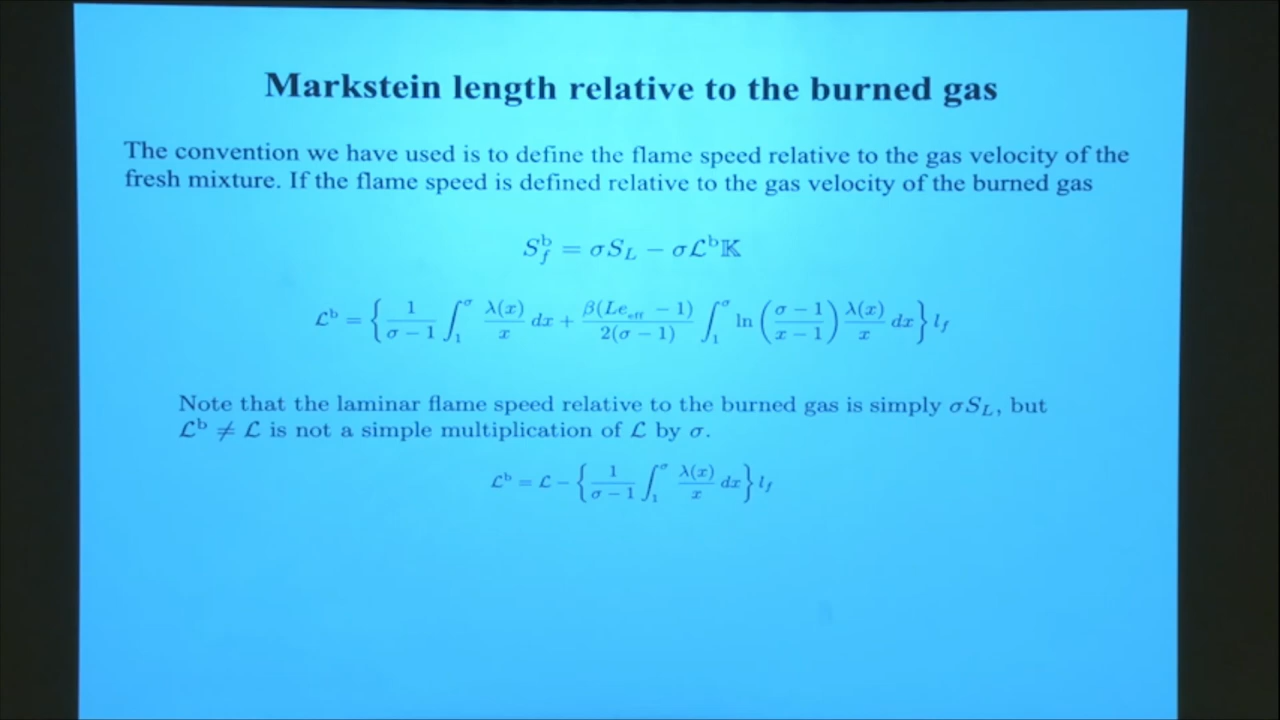 Markstein length relative to the burned gas
The convention we have used is to define the flame speed relative to the gas velocity of the
fresh mixture. If the flame speed is defined relative to the gas velocity of the burned gas
S_f^b = σS_L − σℒ^b𝕂
ℒ^b = { 1/(σ − 1) ∫_1^σ λ(x)/x dx + β(Le_eff − 1)/2(σ − 1) ∫_1^σ ln ( (σ − 1)/(x − 1) ) λ(x)/x dx } l_f
Note that the laminar flame speed relative to the burned gas is simply σS_L, but
ℒ^b ≠ ℒ is not a simple multiplication of ℒ by σ.
ℒ^b = ℒ − { 1/(σ − 1) ∫_1^σ λ(x)/x dx } l_f